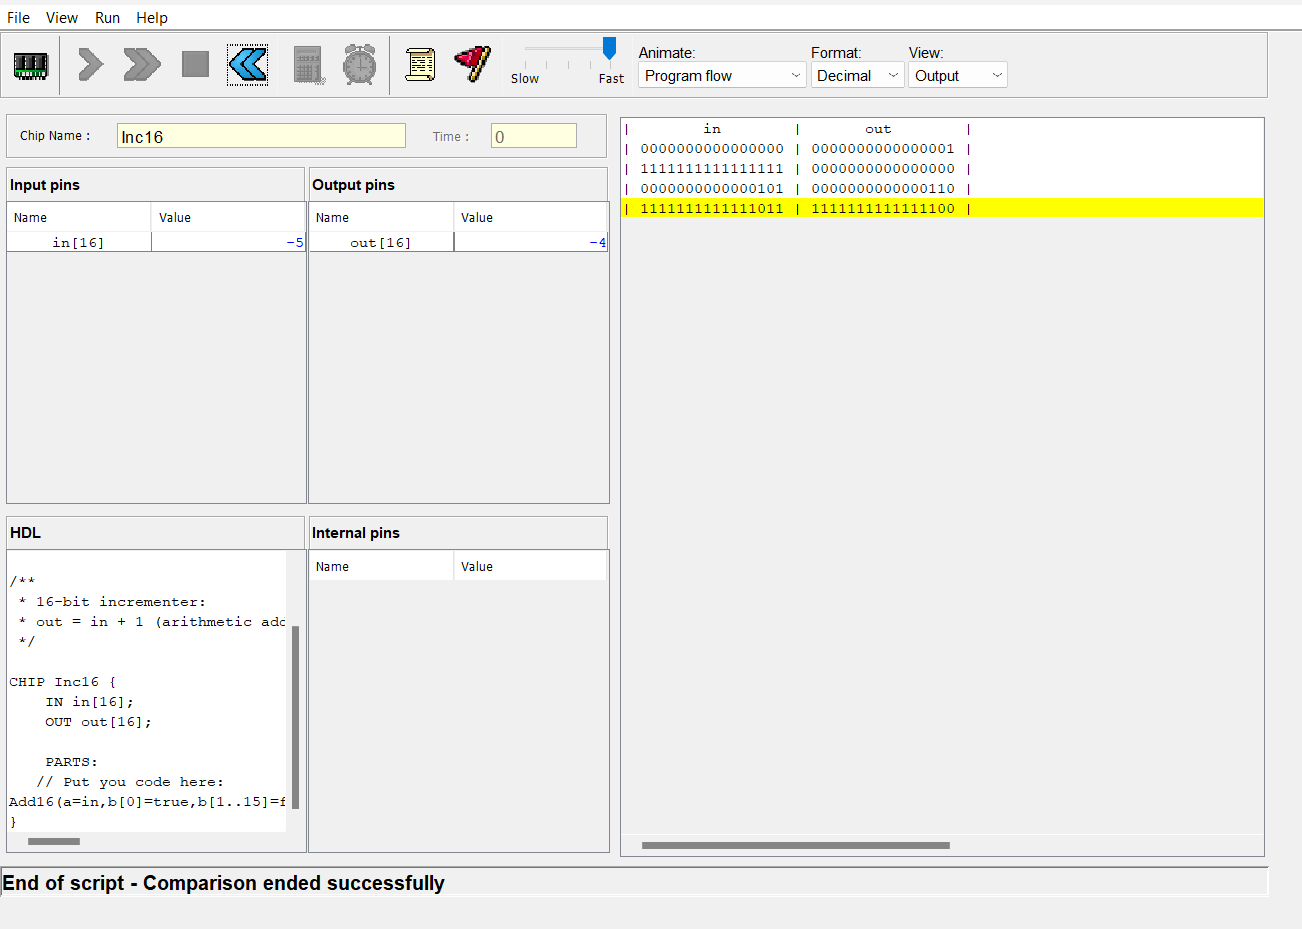 File View Run Help
Slow Fast
Animate: Format: View:
Program flow Decimal Output
Chip Name : Inc16 Time : 0
Input pins
Name Value
in[16] -5
Output pins
Name Value
out[16] -4
HDL
/**
* 16-bit incrementer:
* out = in + 1 (arithmetic add
*/
CHIP Inc16 {
IN in[16];
OUT out[16];
PARTS:
// Put you code here:
Add16(a=in,b[0]=true,b[1..15]=f
}
Internal pins
Name Value
| in | out |
| 0000000000000000 | 0000000000000001 |
| 1111111111111111 | 0000000000000000 |
| 0000000000000101 | 0000000000000110 |
| 1111111111111011 | 1111111111111100 |
End of script - Comparison ended successfully